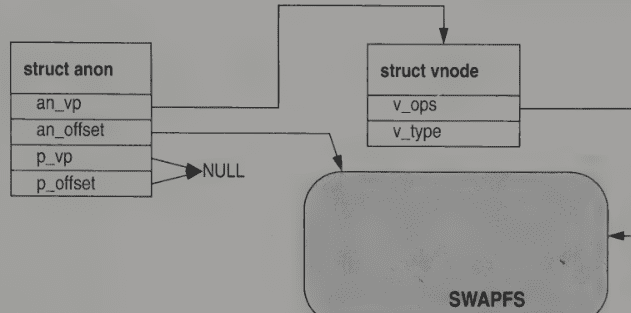 struct anon
an_vp
an_offset
p_vp
p_offset
NULL
struct vnode
v_ops
v_type
SWAPFS